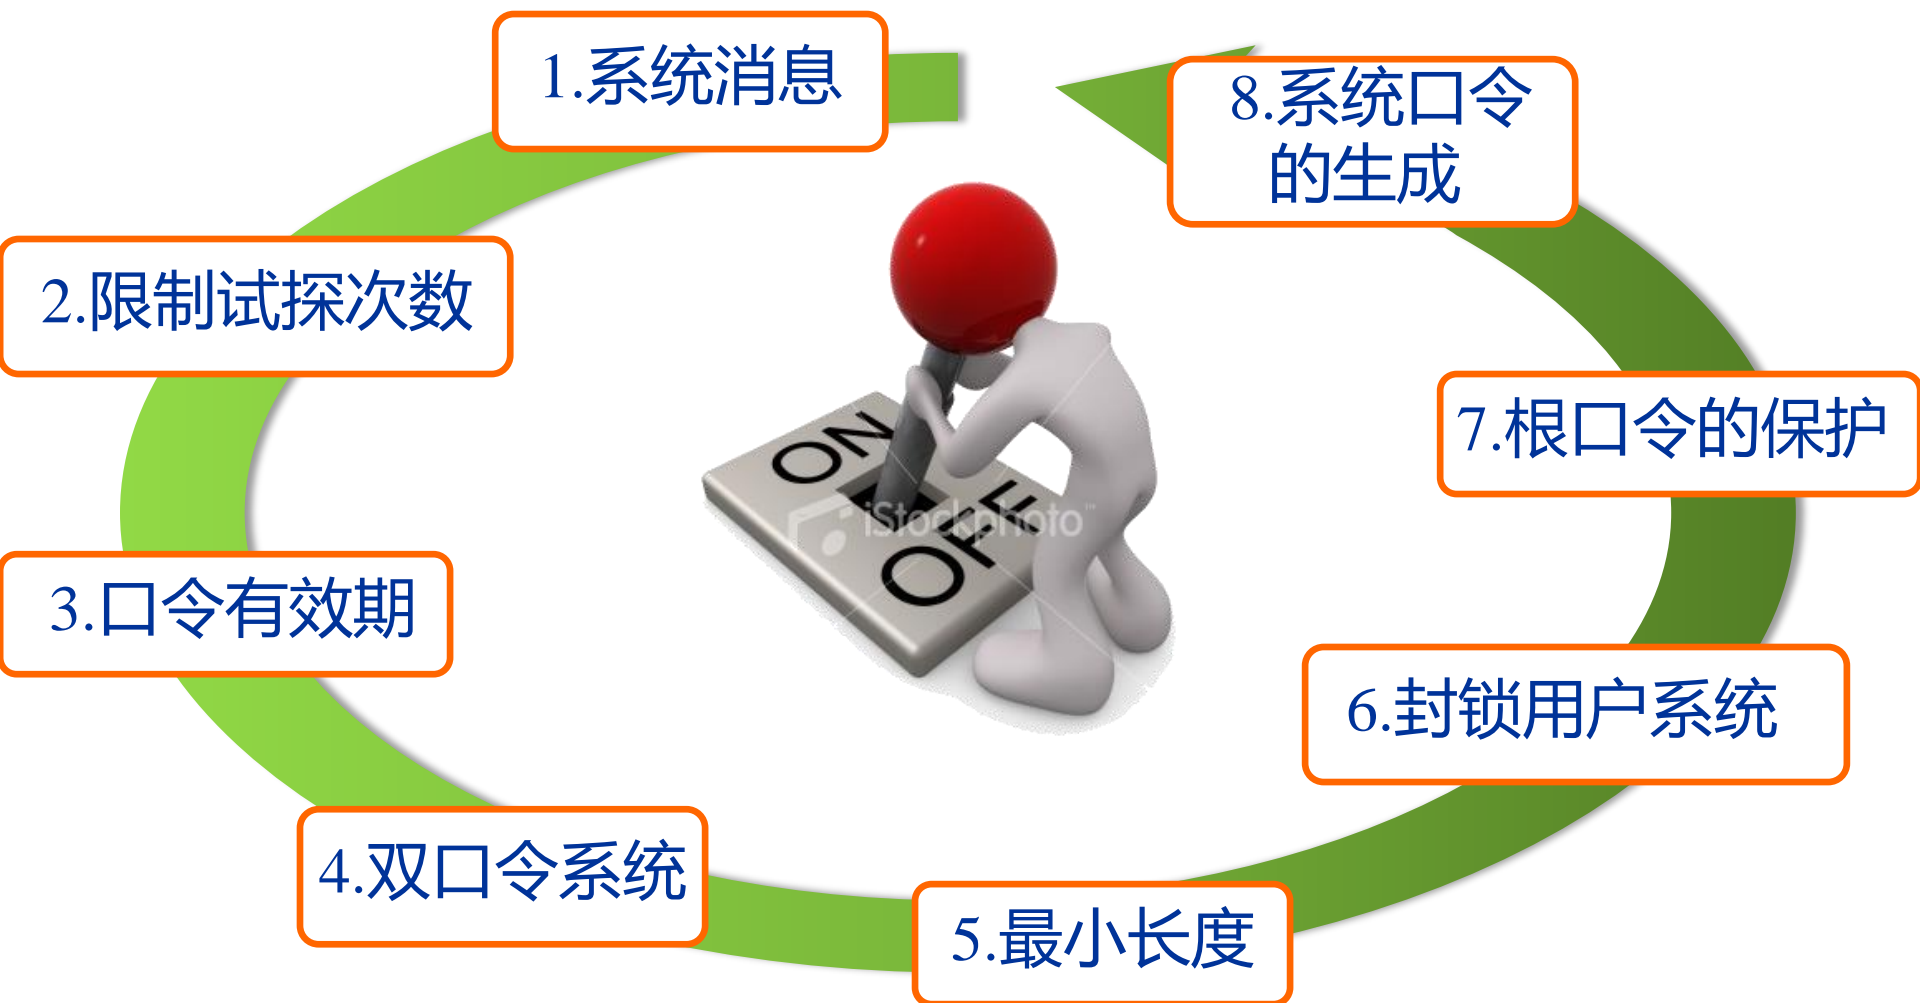 1.系统消息
8.系统口令
的生成
2.限制试探次数
7.根口令的保护
3.口令有效期
6.封锁用户系统
4.双口令系统
5.最小长度
ON
OFF
iStockphoto™